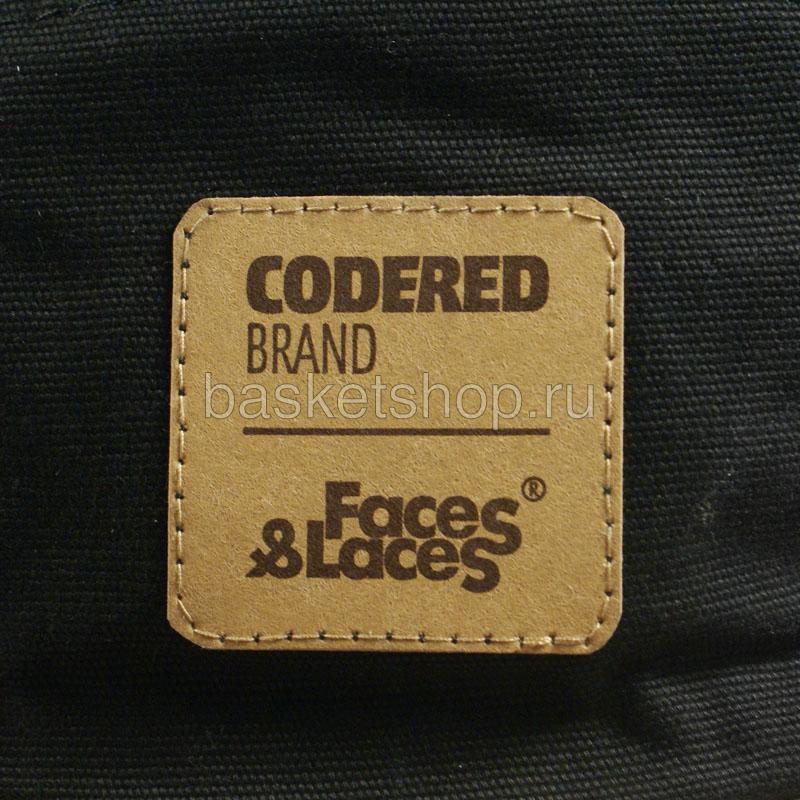 CODERED
BRAND
basketshop.ru
Faces®
&Laces